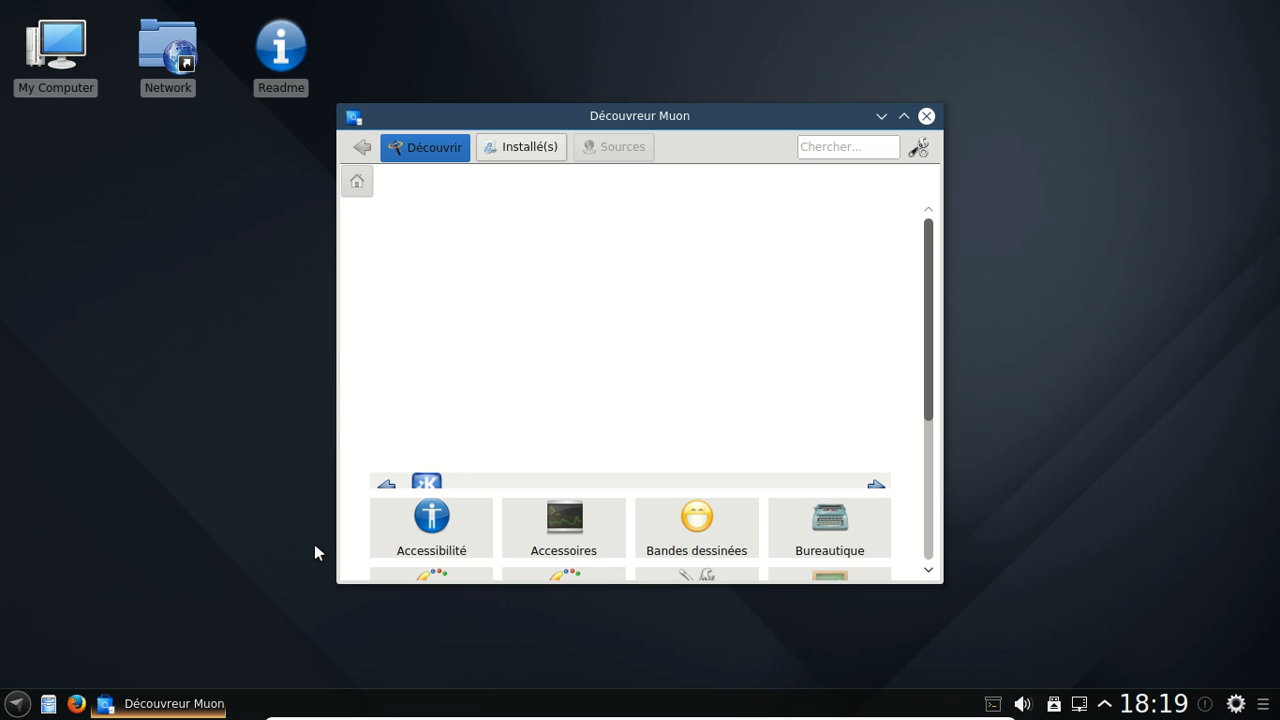 My Computer
Network
Readme
Découvreur Muon
Découvrir
Installé(s)
Sources
Chercher...
Accessibilité
Accessoires
Bandes dessinées
Bureautique
Découvreur Muon
18:19